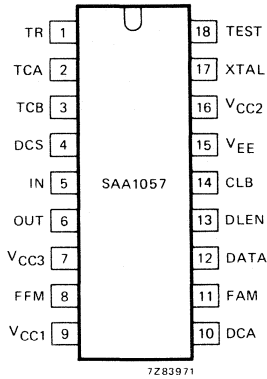 TR 1 18 TEST
TCA 2 17 XTAL
TCB 3 16 VCC2
DCS 4 15 VEE
IN 5 SAA1057 14 CLB
OUT 6 13 DLEN
VCC3 7 12 DATA
FFM 8 11 FAM
VCC1 9 10 DCA
7Z83971